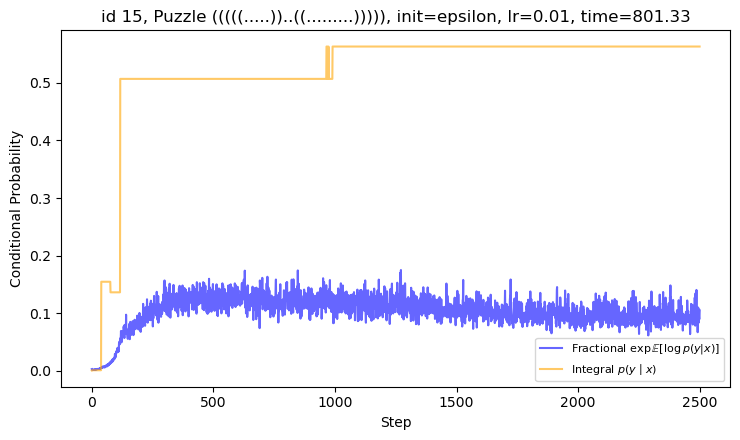 id 15, Puzzle (((((.....))..((.........))))), init=epsilon, lr=0.01, time=801.33
Conditional Probability
0.5
0.4
0.3
0.2
0.1
0.0
Fractional exp𝔼[log p(y|x)]
Integral p(y | x)
0 500 1000 1500 2000 2500
Step